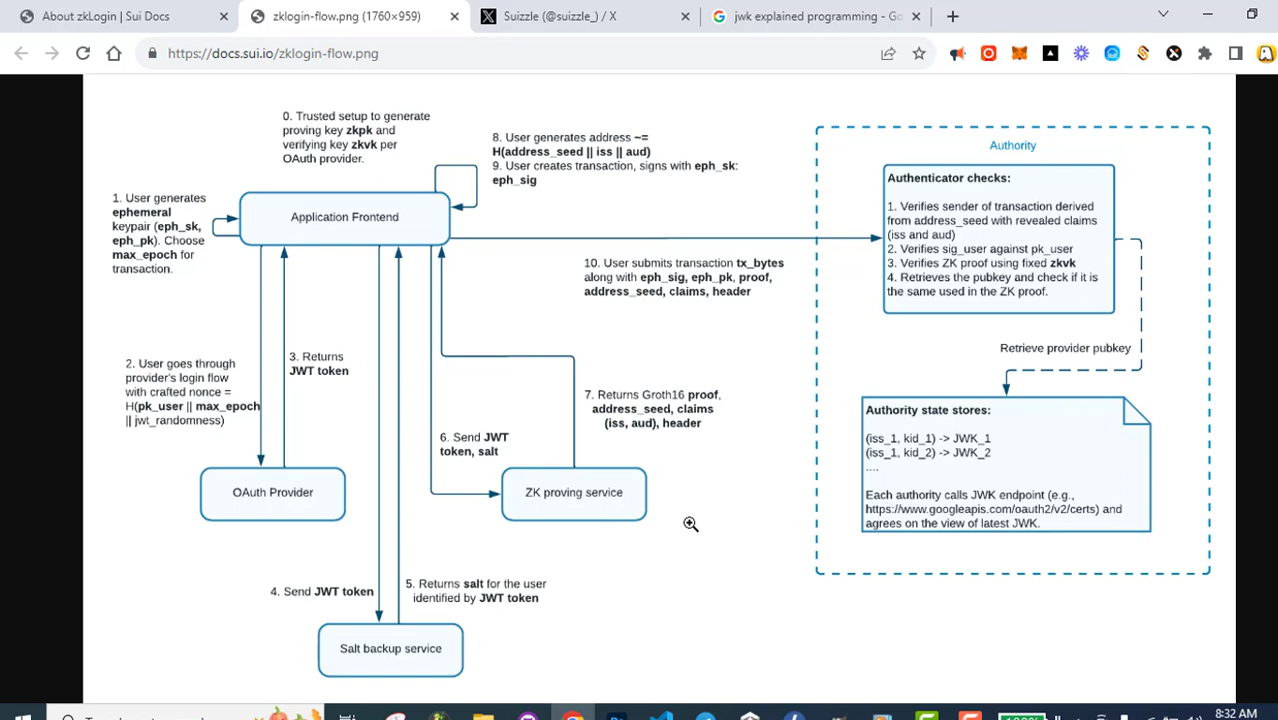 About zkLogin | Sui Docs
zklogin-flow.png (1760×959)
Suizzle (@suizzle_) / X
jwk explained programming - Go
https://docs.sui.io/zklogin-flow.png
0. Trusted setup to generate
proving key zkpk and
verifying key zkvk per
OAuth provider.
8. User generates address ~=
H(address_seed || iss || aud)
9. User creates transaction, signs with eph_sk:
eph_sig
1. User generates
ephemeral
keypair (eph_sk,
eph_pk). Choose
max_epoch for
transaction.
Application Frontend
10. User submits transaction tx_bytes
along with eph_sig, eph_pk, proof,
address_seed, claims, header
2. User goes through
provider's login flow
with crafted nonce =
H(pk_user || max_epoch
|| jwt_randomness)
3. Returns
JWT token
7. Returns Groth16 proof,
address_seed, claims
(iss, aud), header
6. Send JWT
token, salt
OAuth Provider
ZK proving service
4. Send JWT token
5. Returns salt for the user
identified by JWT token
Salt backup service
Authority
Authenticator checks:
1. Verifies sender of transaction derived
from address_seed with revealed claims
(iss and aud)
2. Verifies sig_user against pk_user
3. Verifies ZK proof using fixed zkvk
4. Retrieves the pubkey and check if it is
the same used in the ZK proof.
Retrieve provider pubkey
Authority state stores:
(iss_1, kid_1) -> JWK_1
(iss_1, kid_2) -> JWK_2
....
Each authority calls JWK endpoint (e.g.,
https://www.googleapis.com/oauth2/v2/certs) and
agrees on the view of latest JWK.
8:32 AM